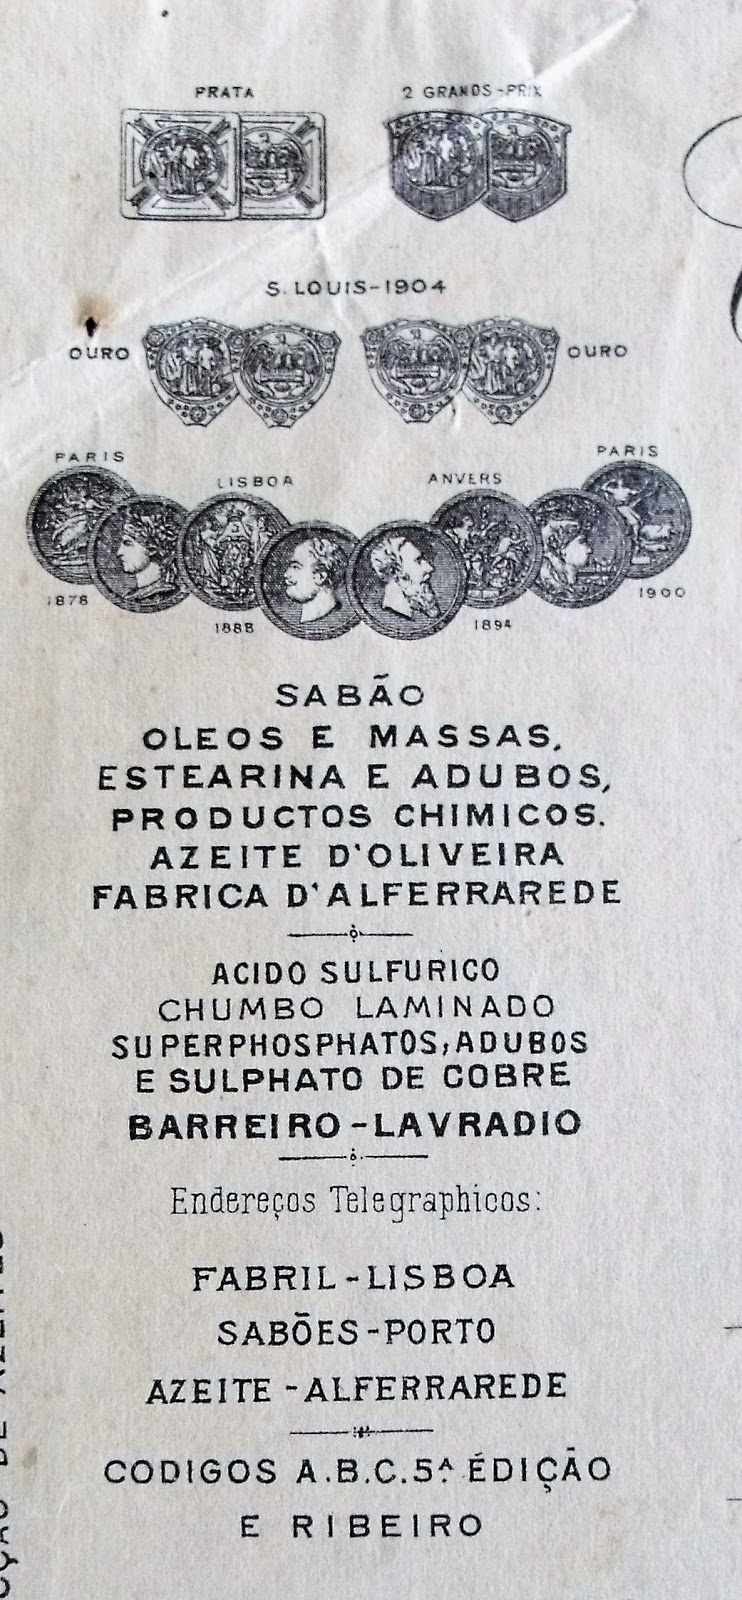 PRATA
2 GRANDS-PRIX
S. LOUIS-1904
OURO
OURO
PARIS
LISBOA
ANVERS
PARIS
1878
1888
1894
1900
SABÃO
OLEOS E MASSAS,
ESTEARINA E ADUBOS,
PRODUCTOS CHIMICOS.
AZEITE D'OLIVEIRA
FABRICA D'ALFERRAREDE
ACIDO SULFURICO
CHUMBO LAMINADO
SUPERPHOSPHATOS, ADUBOS
E SULPHATO DE COBRE
BARREIRO-LAVRADIO
Endereços Telegraphicos:
FABRIL-LISBOA
SABÕES-PORTO
AZEITE-ALFERRAREDE
CODIGOS A.B.C. 5ª ÉDIÇÃO
E RIBEIRO